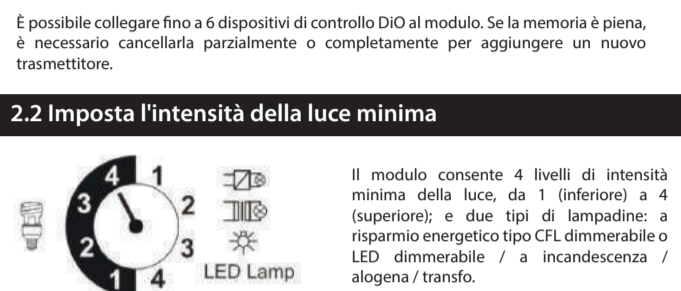 È possibile collegare fino a 6 dispositivi di controllo DiO al modulo. Se la memoria è piena,
è necessario cancellarla parzialmente o completamente per aggiungere un nuovo
trasmettitore.
2.2 Imposta l'intensità della luce minima
4 1
3 2
2 3
1 4
LED Lamp
Il modulo consente 4 livelli di intensità
minima della luce, da 1 (inferiore) a 4
(superiore); e due tipi di lampadine: a
risparmio energetico tipo CFL dimmerabile o
LED dimmerabile / a incandescenza /
alogena / transfo.